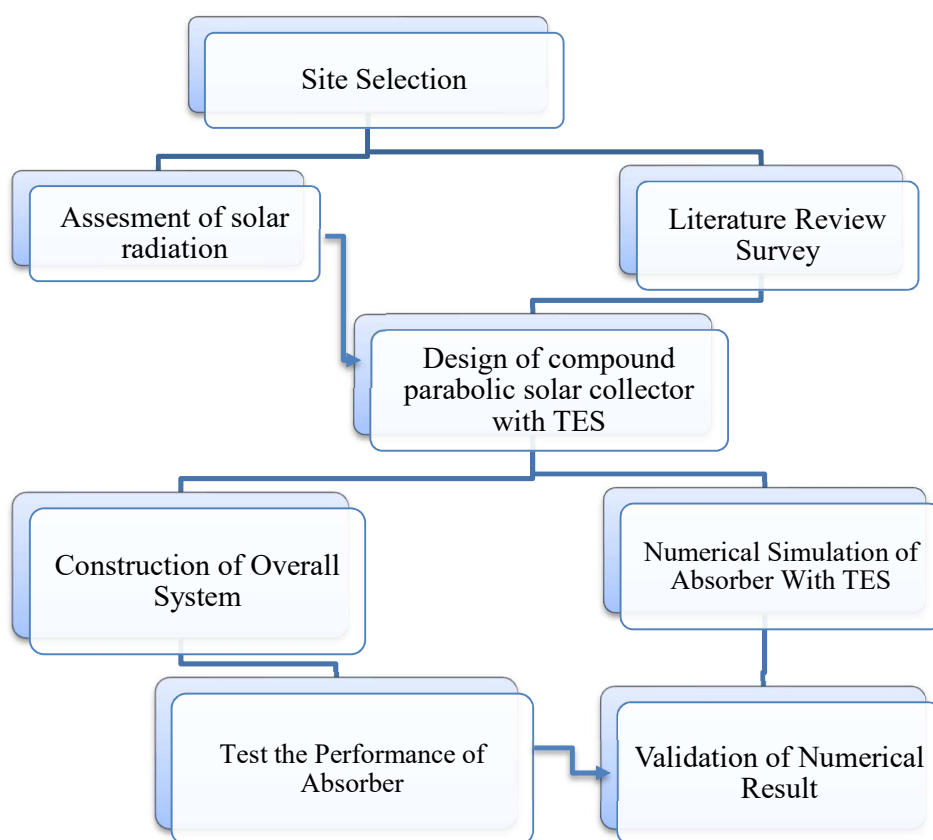 Site Selection
Assesment of solar
radiation
Literature Review
Survey
Design of compound
parabolic solar collector
with TES
Construction of Overall
System
Numerical Simulation of
Absorber With TES
Test the Performance of
Absorber
Validation of Numerical
Result